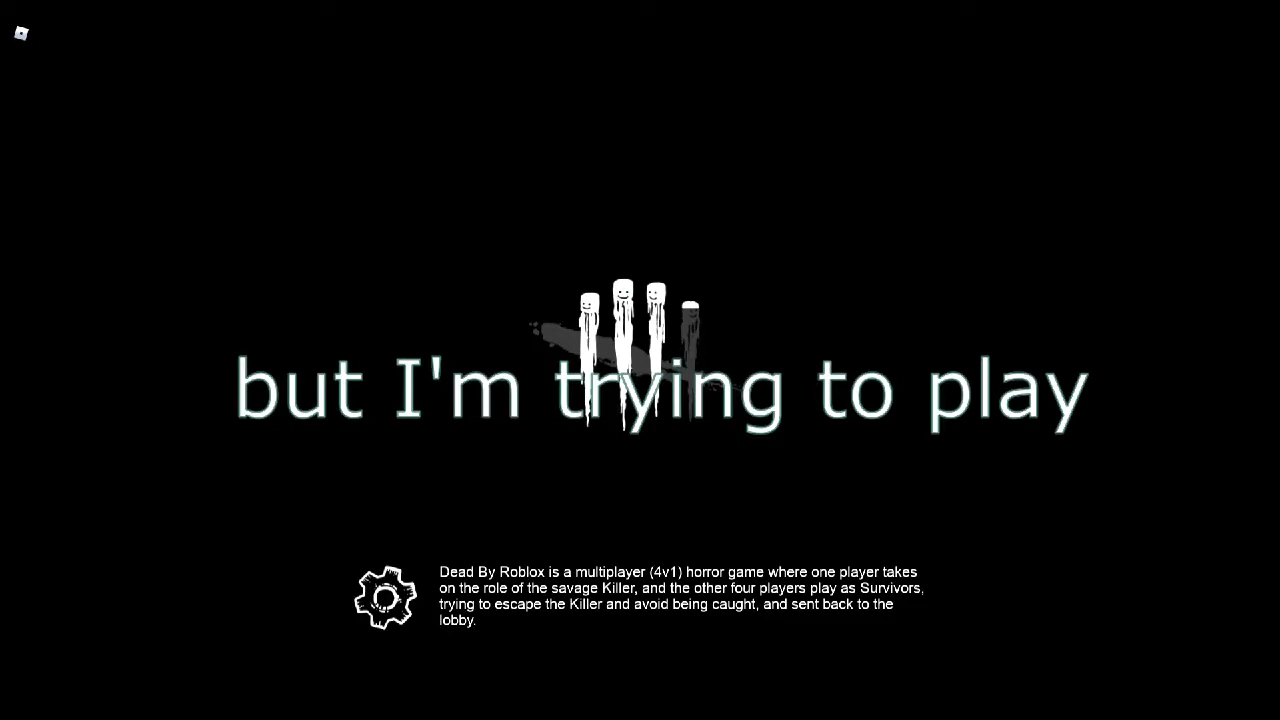 but I'm trying to play
Dead By Roblox is a multiplayer (4v1) horror game where one player takes
on the role of the savage Killer, and the other four players play as Survivors,
trying to escape the Killer and avoid being caught, and sent back to the
lobby.